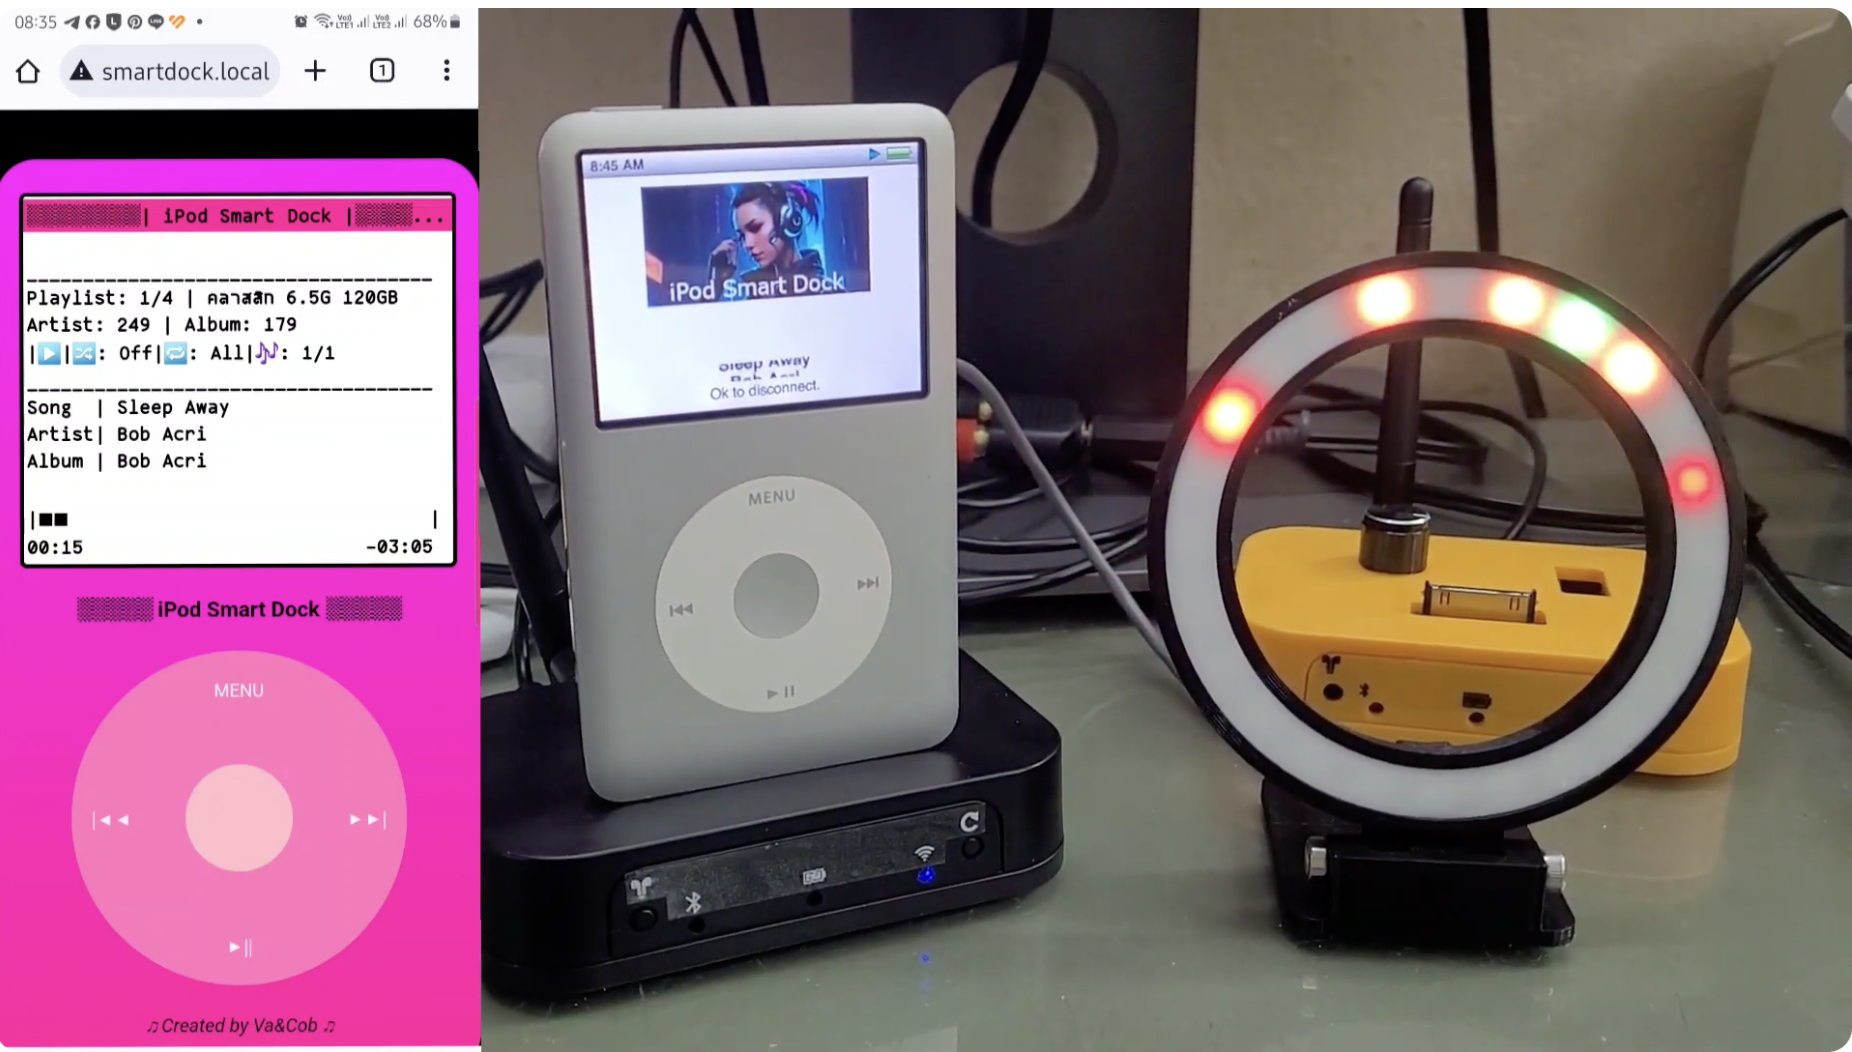 08:35 68%
smartdock.local 1
| iPod Smart Dock | ...
Playlist: 1/4 | คลาสสิก 6.5G 120GB
Artist: 249 | Album: 179
|▶|🔀: Off|🔁: All|🎶: 1/1
Song | Sleep Away
Artist| Bob Acri
Album | Bob Acri
00:15 -03:05
iPod Smart Dock
MENU
♫ Created by Va&Cob ♫
8:45 AM
iPod Smart Dock
Sleep Away
Bob Acri
Ok to disconnect.
MENU